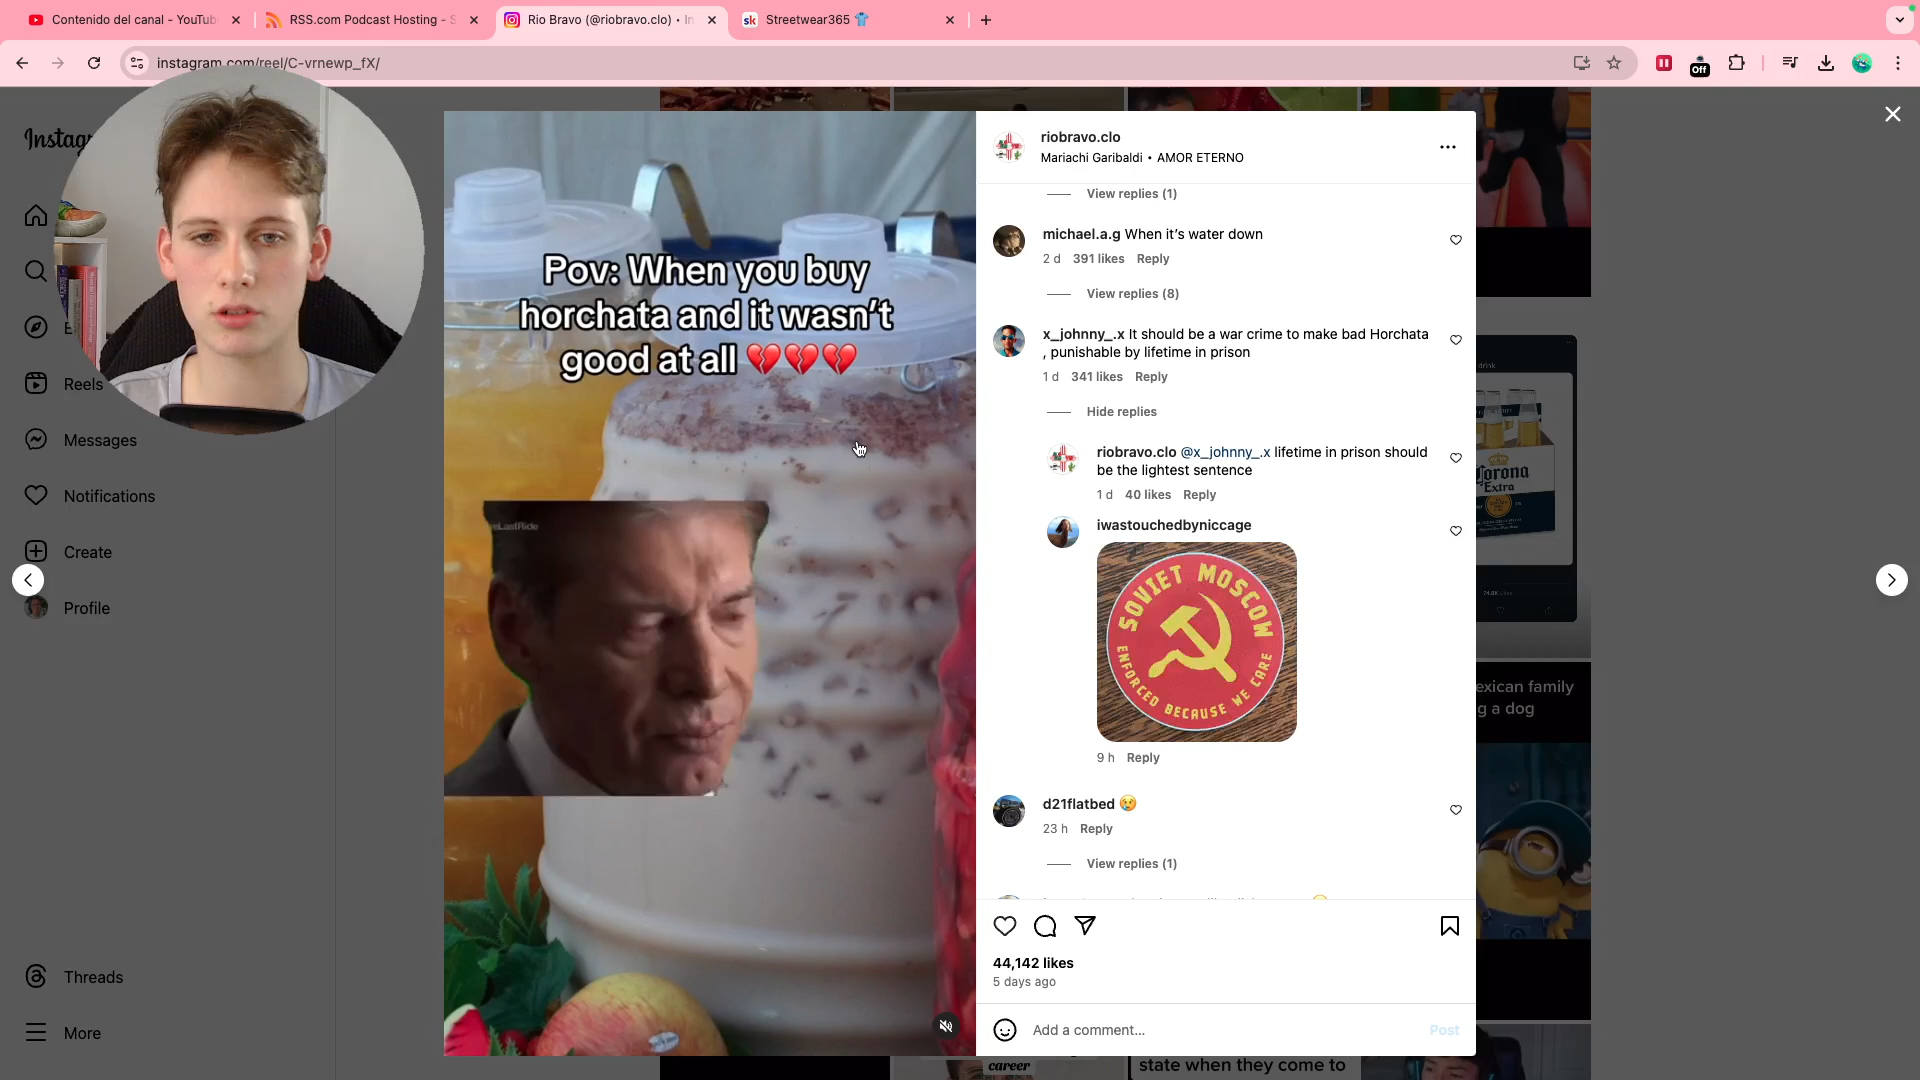 Contenido del canal - YouTub
RSS.com Podcast Hosting - S
Rio Bravo (@riobravo.clo) • In
sk
Streetwear365 👕
instagram.com/reel/C-vrnewp_fX/
Off
Instag
E
Reels
Messages
Notifications
Create
Profile
Threads
More
Pov: When you buy
horchata and it wasn't
good at all 💔💔💔
eLastRide
riobravo.clo
Mariachi Garibaldi • AMOR ETERNO
View replies (1)
michael.a.g When it's water down
2 d 391 likes Reply
View replies (8)
x_johnny_.x It should be a war crime to make bad Horchata
, punishable by lifetime in prison
1 d 341 likes Reply
Hide replies
riobravo.clo @x_johnny_.x lifetime in prison should
be the lightest sentence
1 d 40 likes Reply
iwastouchedbyniccage
SOVIET MOSCOW
ENFORCED BECAUSE WE CARE
9 h Reply
d21flatbed 😢
23 h Reply
View replies (1)
44,142 likes
5 days ago
Add a comment...
Post
drink
Corona
Extra
exican family
g a dog
career
state when they come to